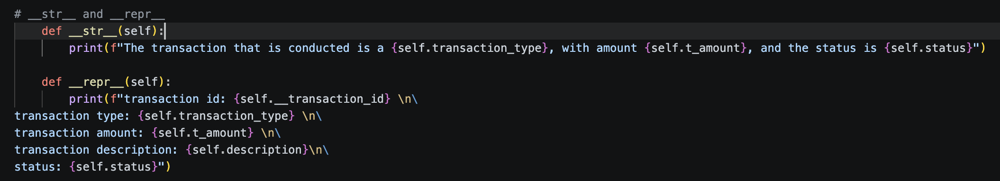 # __str__ and __repr__
    def __str__(self):
        print(f"The transaction that is conducted is a {self.transaction_type}, with amount {self.t_amount}, and the status is {self.status}")

    def __repr__(self):
        print(f"transaction id: {self.__transaction_id} \n\
transaction type: {self.transaction_type} \n\
transaction amount: {self.t_amount} \n\
transaction description: {self.description}\n\
status: {self.status}")